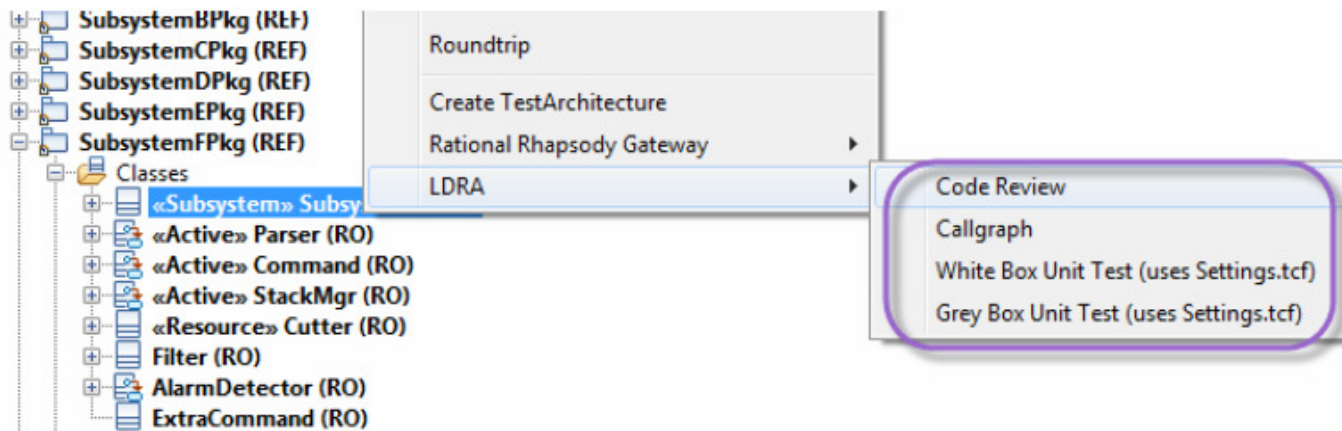 SubsystemBPkg (REF)
SubsystemCPkg (REF)
SubsystemDPkg (REF)
SubsystemEPkg (REF)
SubsystemFPkg (REF)
Classes
«Subsystem» Subsy
«Active» Parser (RO)
«Active» Command (RO)
«Active» StackMgr (RO)
«Resource» Cutter (RO)
Filter (RO)
AlarmDetector (RO)
ExtraCommand (RO)
Roundtrip
Create TestArchitecture
Rational Rhapsody Gateway
LDRA
Code Review
Callgraph
White Box Unit Test (uses Settings.tcf)
Grey Box Unit Test (uses Settings.tcf)